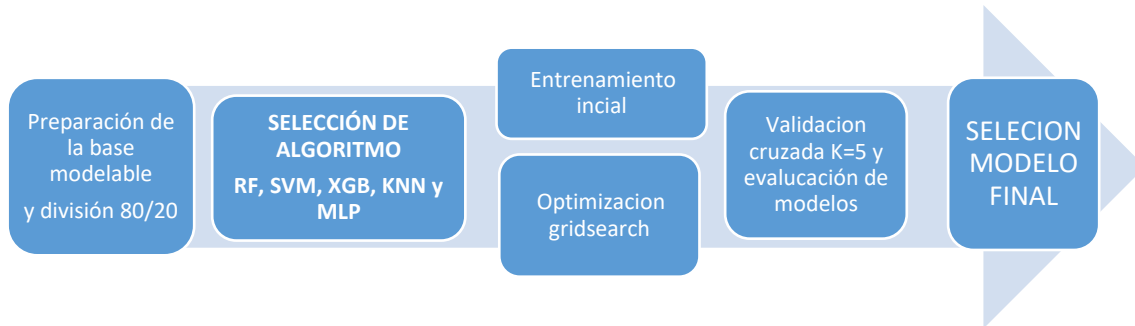 Preparación de
la base
modelable
y división 80/20
SELECCIÓN DE
ALGORITMO
RF, SVM, XGB, KNN y
MLP
Entrenamiento
incial
Optimizacion
gridsearch
Validacion
cruzada K=5 y
evalucación de
modelos
SELECION
MODELO
FINAL